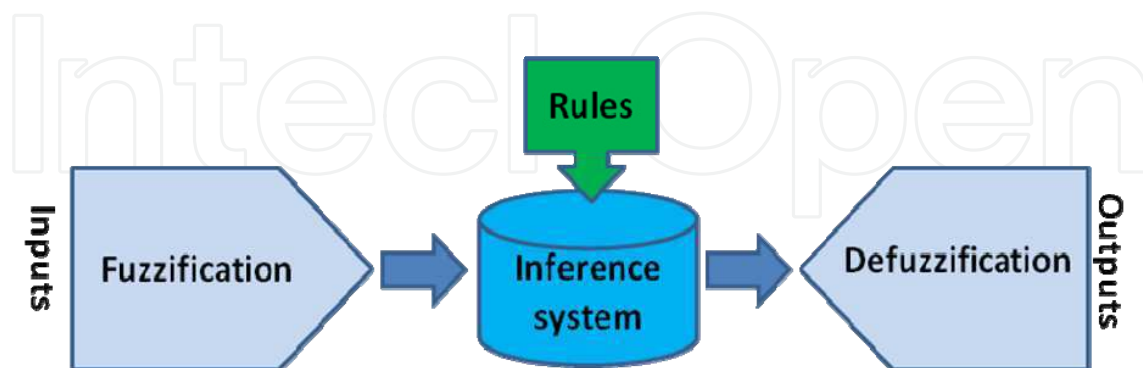 IntechOpen
Rules
Inputs
Fuzzification
Inference
system
Defuzzification
Outputs